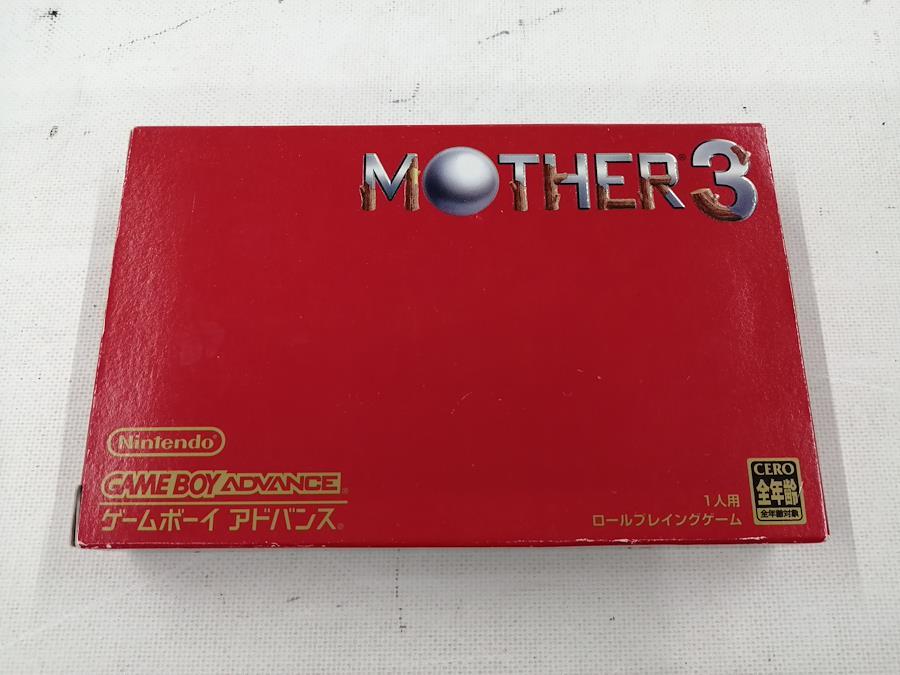 MOTHER 3
Nintendo®
GAME BOY ADVANCE
ゲームボーイ アドバンス®
1人用
ロールプレイングゲーム
CERO
全年齢
全年齢対象